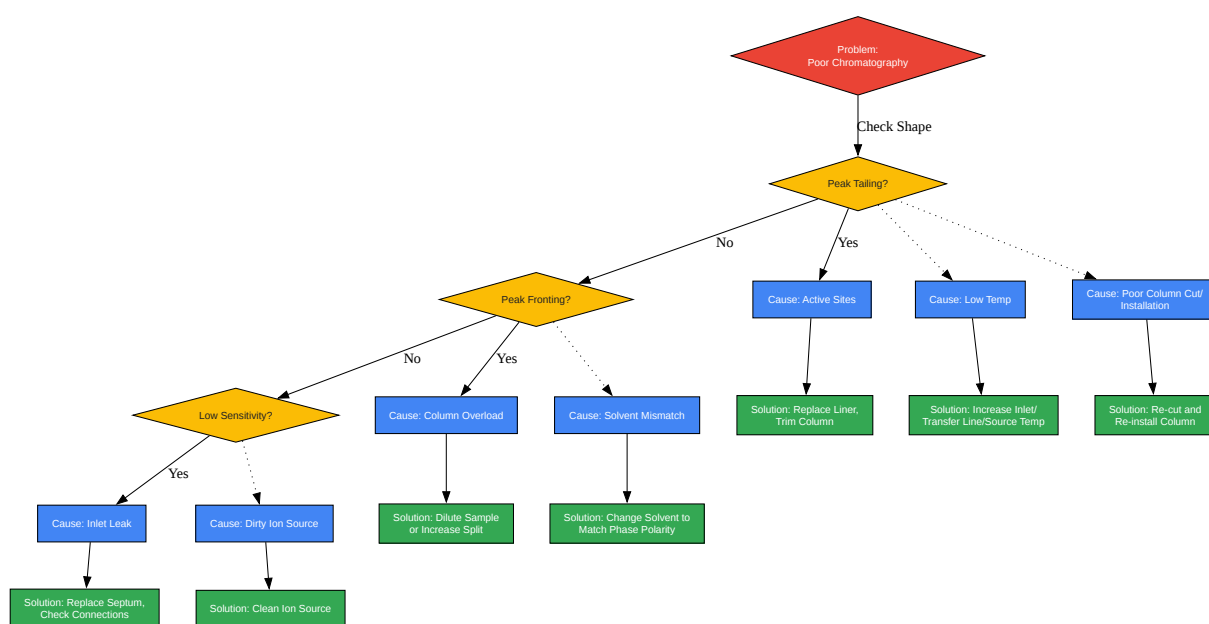 Problem:
Poor Chromatography
Check Shape
Peak Tailing?
No
Yes
Peak Fronting?
Cause: Active Sites
Cause: Low Temp
Cause: Poor Column Cut/
Installation
No
Yes
Low Sensitivity?
Cause: Column Overload
Cause: Solvent Mismatch
Solution: Replace Liner,
Trim Column
Solution: Increase Inlet/
Transfer Line/Source Temp
Solution: Re-cut and
Re-install Column
Yes
Cause: Inlet Leak
Cause: Dirty Ion Source
Solution: Dilute Sample
or Increase Split
Solution: Change Solvent to
Match Phase Polarity
Solution: Replace Septum,
Check Connections
Solution: Clean Ion Source